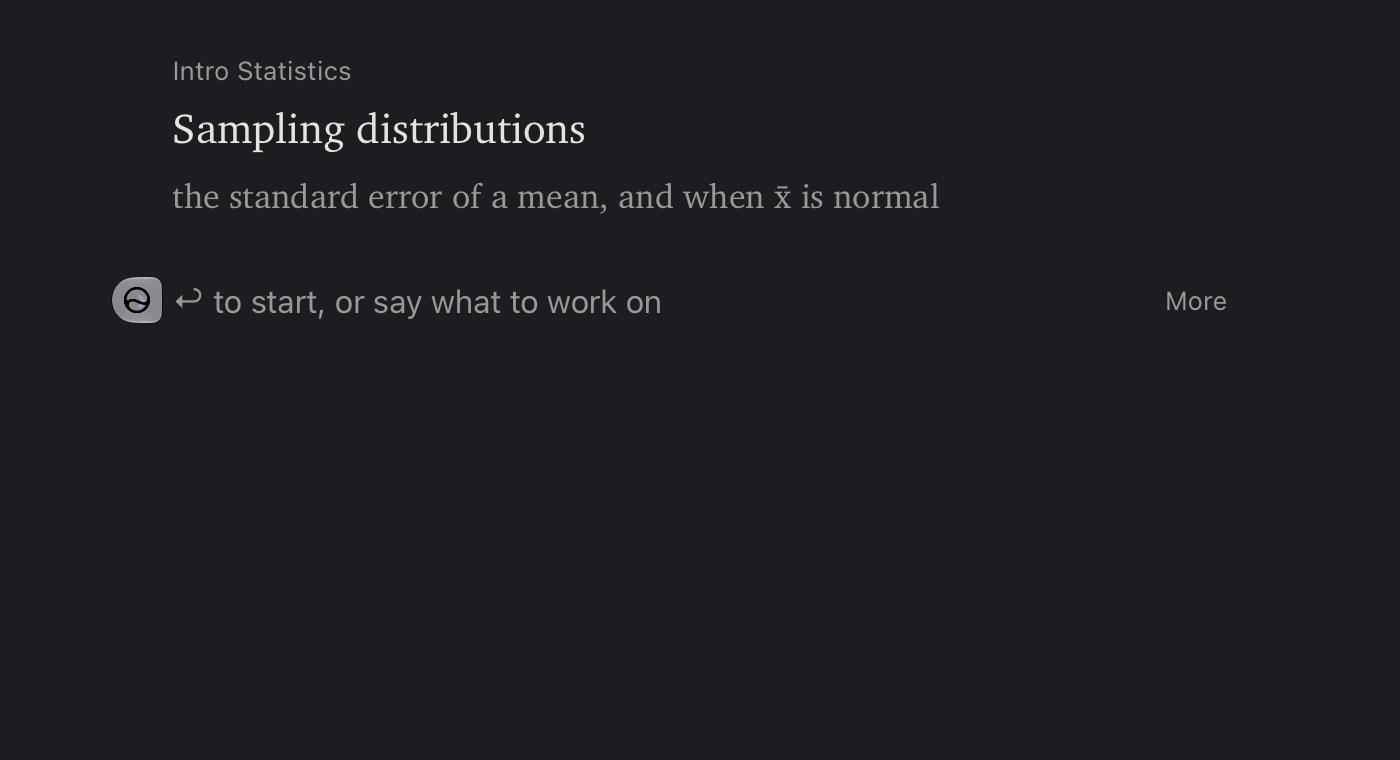 Intro Statistics
Sampling distributions
the standard error of a mean, and when x̄ is normal
↩ to start, or say what to work on
More